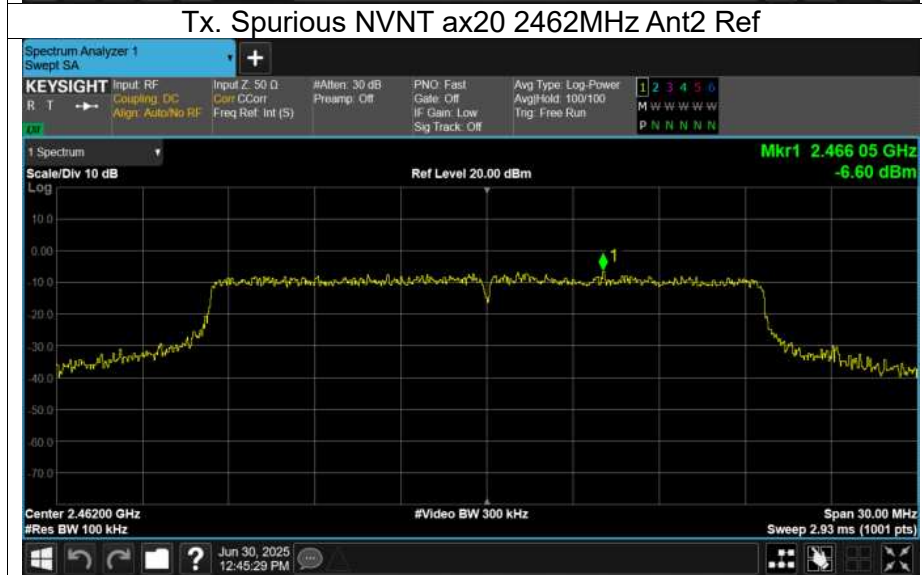 Tx. Spurious NVNT ax20 2462MHz Ant2 Ref
Spectrum Analyzer 1
Swept SA
+
KEYSIGHT
R T
Input: RF
Coupling: DC
Align: Auto/No RF
Input Z: 50 Ω
Corr CCorr
Freq Ref: Int (S)
#Atten: 30 dB
Preamp: Off
PNO: Fast
Gate: Off
IF Gain: Low
Sig Track: Off
Avg Type: Log-Power
Avg|Hold: 100/100
Trig: Free Run
1 2 3 4 5 6
M W W W W W
P N N N N N
1 Spectrum
Mkr1 2.466 05 GHz
Scale/Div 10 dB
Ref Level 20.00 dBm
-6.60 dBm
Log
10.0
0.00
-10.0
-20.0
-30.0
-40.0
-50.0
-60.0
-70.0
1
Center 2.46200 GHz
#Video BW 300 kHz
Span 30.00 MHz
#Res BW 100 kHz
Sweep 2.93 ms (1001 pts)
?
Jun 30, 2025
12:45:29 PM